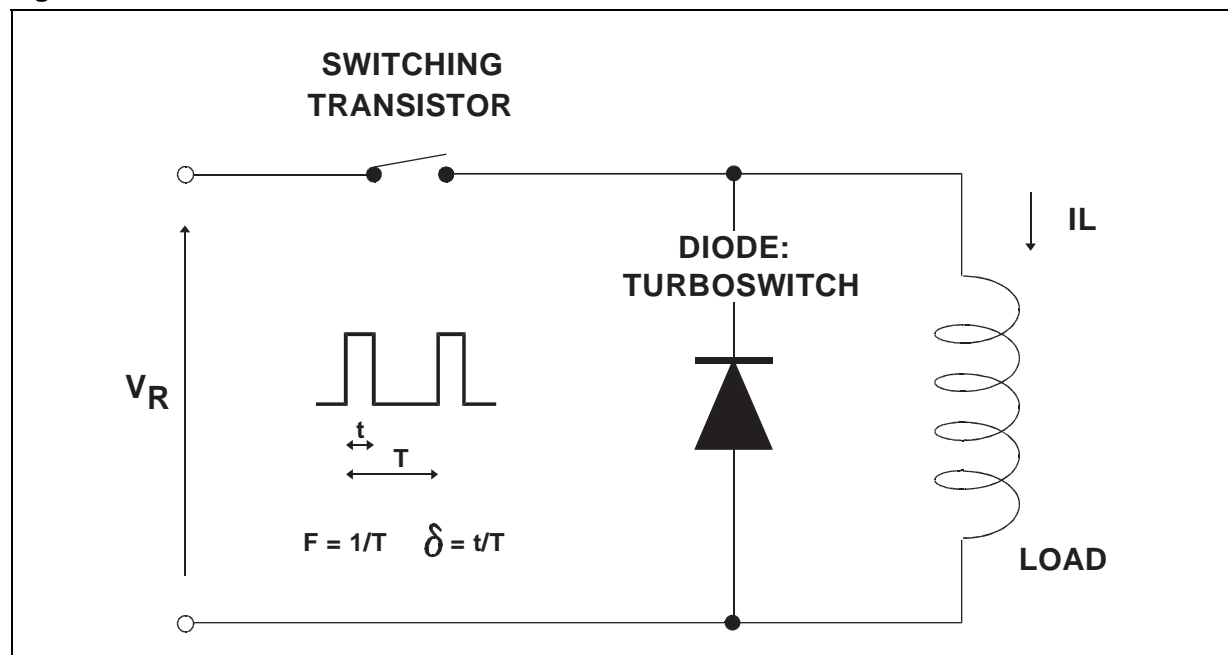 SWITCHING
TRANSISTOR
IL
DIODE:
TURBOSWITCH
VR
t
T
F = 1/T δ = t/T
LOAD